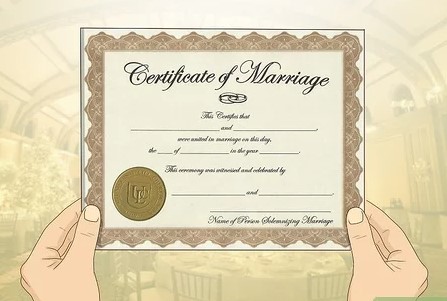 Certificate of Marriage
This Certifies that
and
were united in marriage on this day,
the of in the year
This ceremony was witnessed and celebrated by
and
Name of Person Solemnizing Marriage